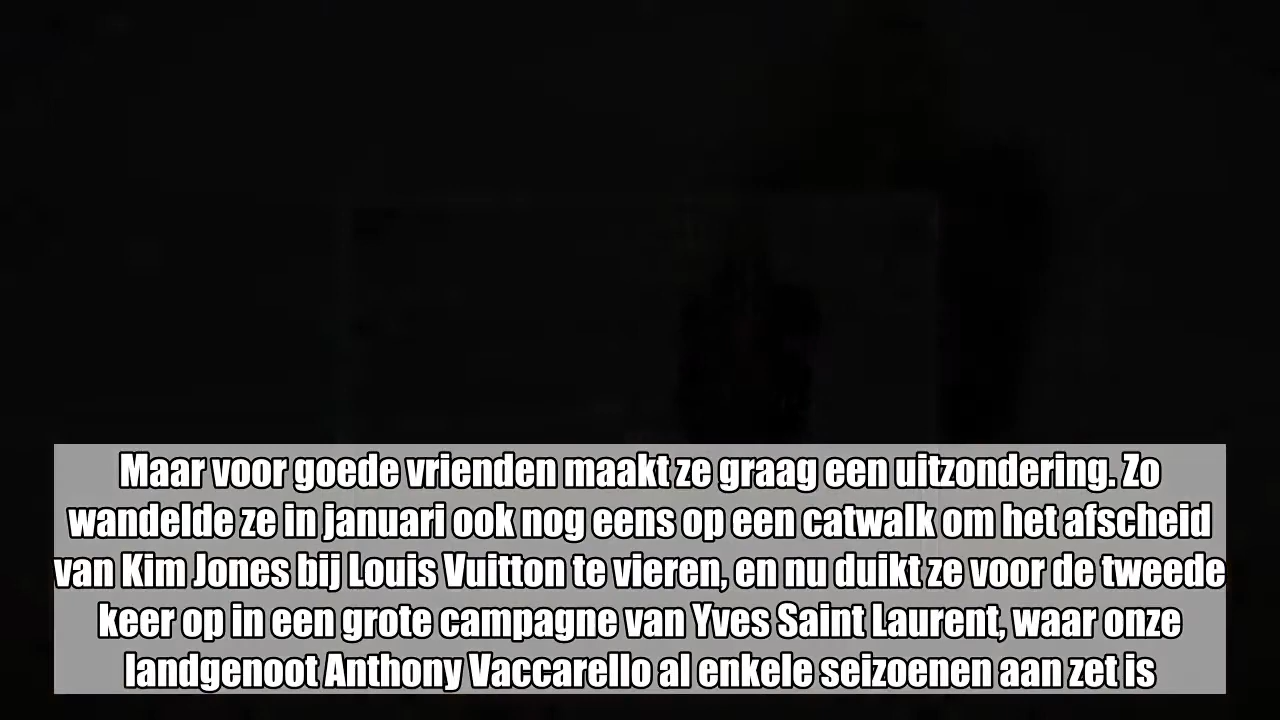 Maar voor goede vrienden maakt ze graag een uitzondering. Zo
wandelde ze in januari ook nog eens op een catwalk om het afscheid
van Kim Jones bij Louis Vuitton te vieren, en nu duikt ze voor de tweede
keer op in een grote campagne van Yves Saint Laurent, waar onze
landgenoot Anthony Vaccarello al enkele seizoenen aan zet is